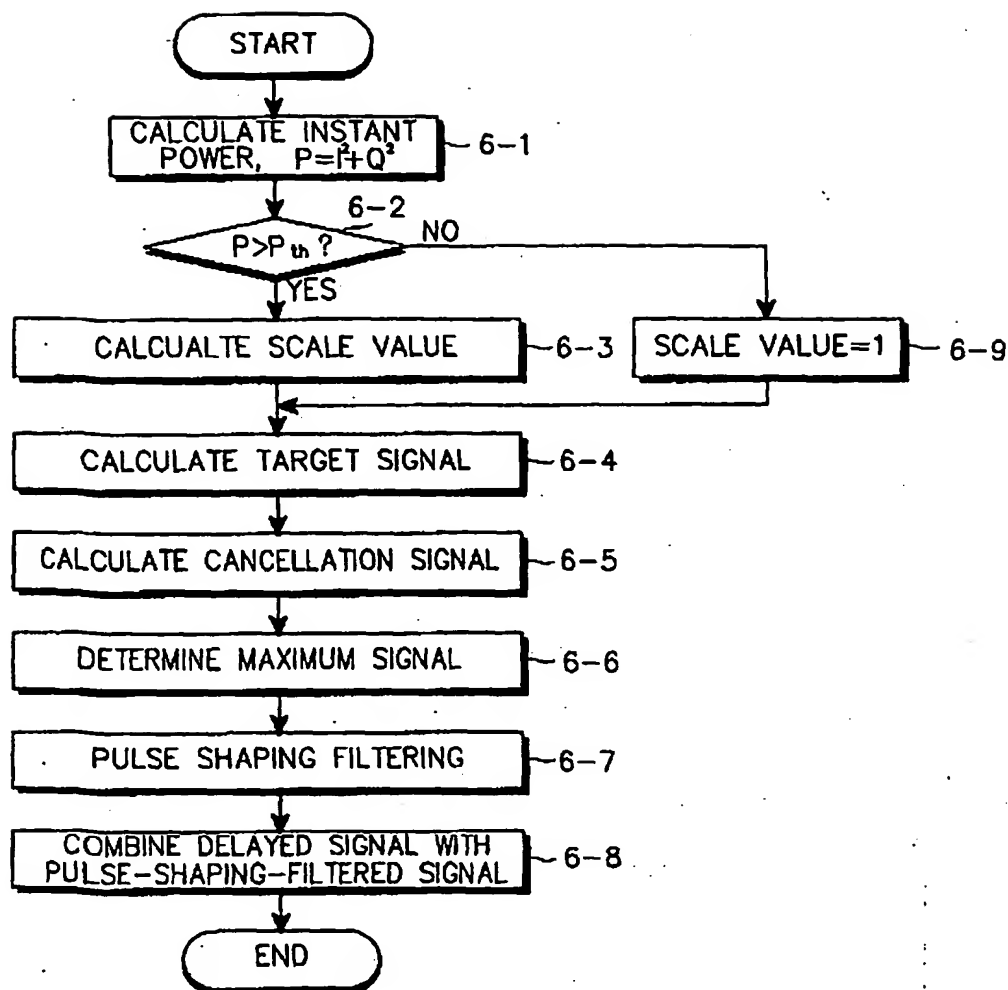 START
CALCULATE INSTANT
POWER, P=I²+Q²
6-1
6-2
P>Pth ?
NO
YES
CALCUALTE SCALE VALUE
6-3
SCALE VALUE=1
6-9
CALCULATE TARGET SIGNAL
6-4
CALCULATE CANCELLATION SIGNAL
6-5
DETERMINE MAXIMUM SIGNAL
6-6
PULSE SHAPING FILTERING
6-7
COMBINE DELAYED SIGNAL WITH
PULSE-SHAPING-FILTERED SIGNAL
6-8
END